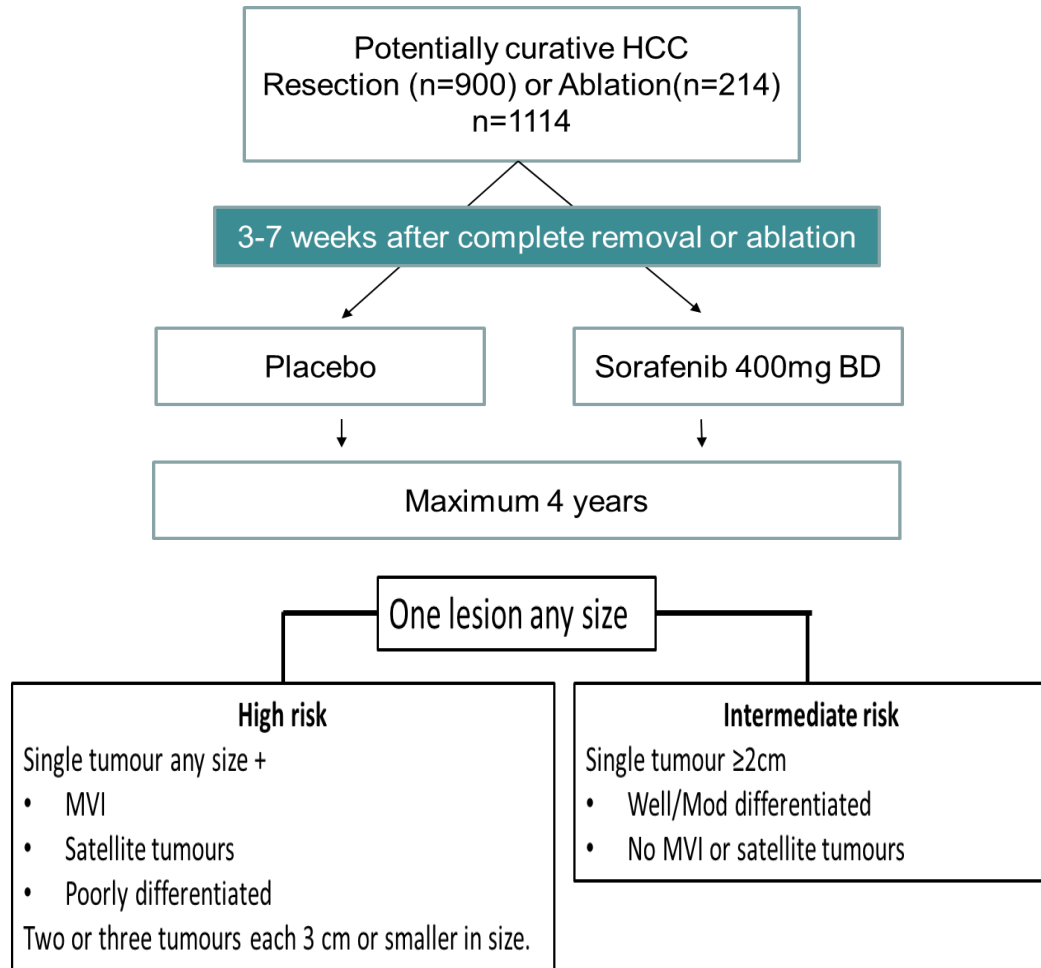 Potentially curative HCC
Resection (n=900) or Ablation(n=214)
n=1114
3-7 weeks after complete removal or ablation
Placebo
Sorafenib 400mg BD
Maximum 4 years
One lesion any size
High risk
Single tumour any size +
• MVI
• Satellite tumours
• Poorly differentiated
Two or three tumours each 3 cm or smaller in size.
Intermediate risk
Single tumour ≥2cm
• Well/Mod differentiated
• No MVI or satellite tumours